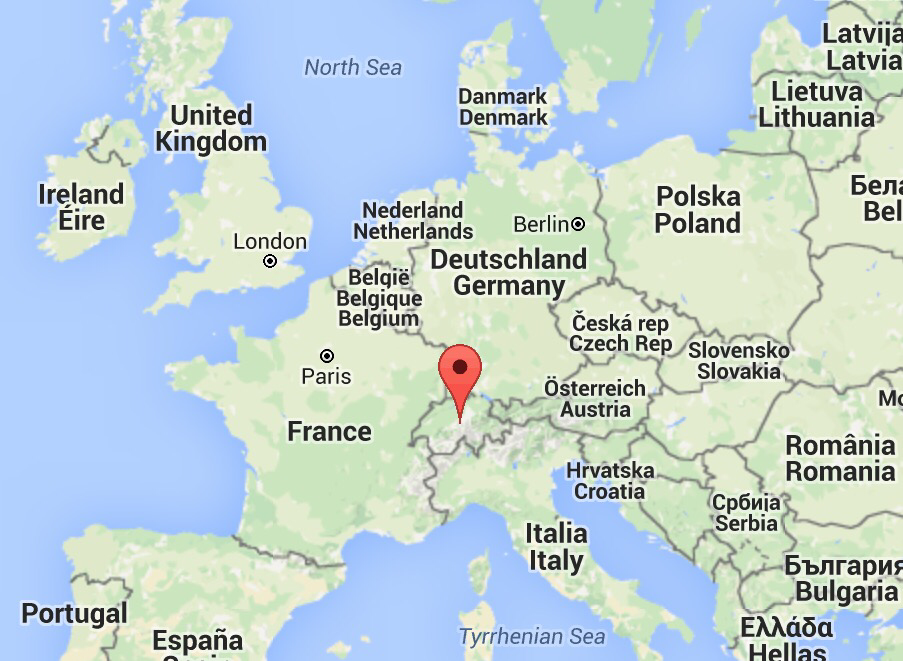 North Sea
Latvija
Latvia
Danmark
Denmark
Lietuva
Lithuania
United
Kingdom
Ireland
Éire
Polska
Poland
Nederland
Netherlands
Berlin
London
Deutschland
Germany
België
Belgique
Belgium
Česká rep
Czech Rep
Slovensko
Slovakia
Paris
Österreich
Austria
France
România
Romania
Hrvatska
Croatia
Србија
Serbia
Italia
Italy
България
Bulgaria
Portugal
España
Tyrrhenian Sea
Ελλάδα
Hellas